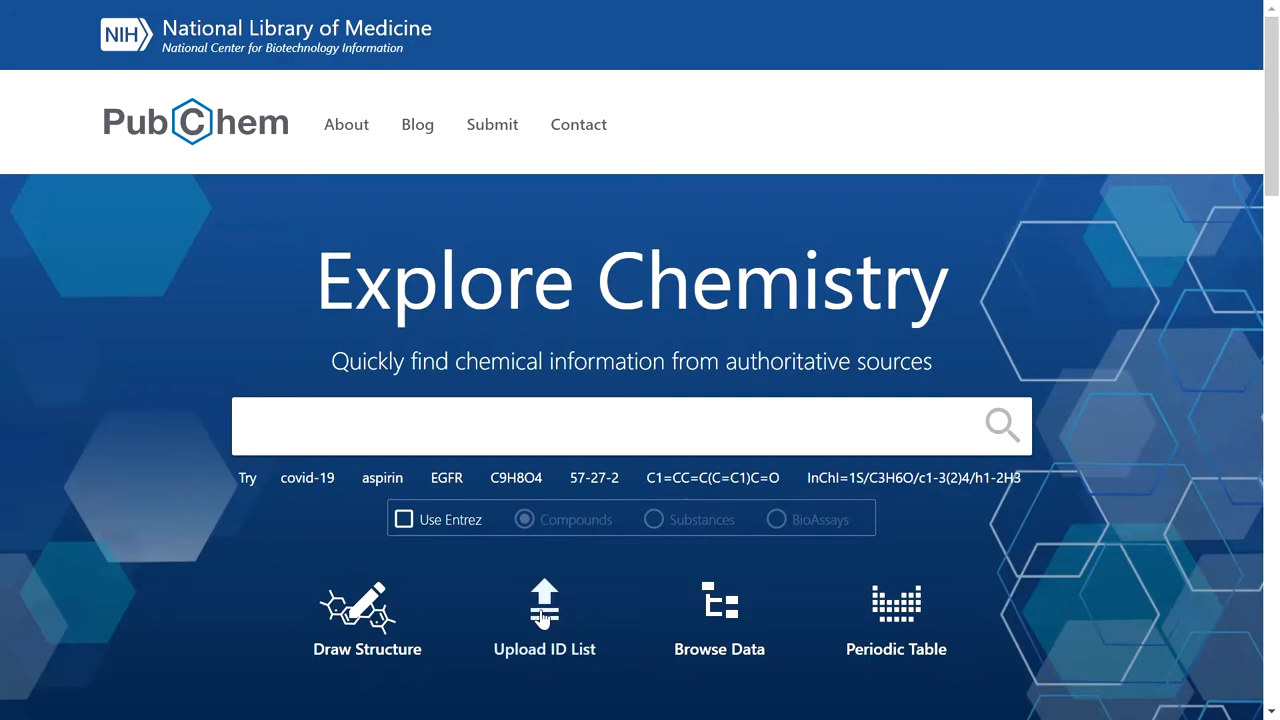 NIH National Library of Medicine
National Center for Biotechnology Information
PubChem About Blog Submit Contact
Explore Chemistry
Quickly find chemical information from authoritative sources
Try covid-19 aspirin EGFR C9H8O4 57-27-2 C1=CC=C(C=C1)C=O InChI=1S/C3H6O/c1-3(2)4/h1-2H3
Use Entrez Compounds Substances BioAssays
Draw Structure Upload ID List Browse Data Periodic Table